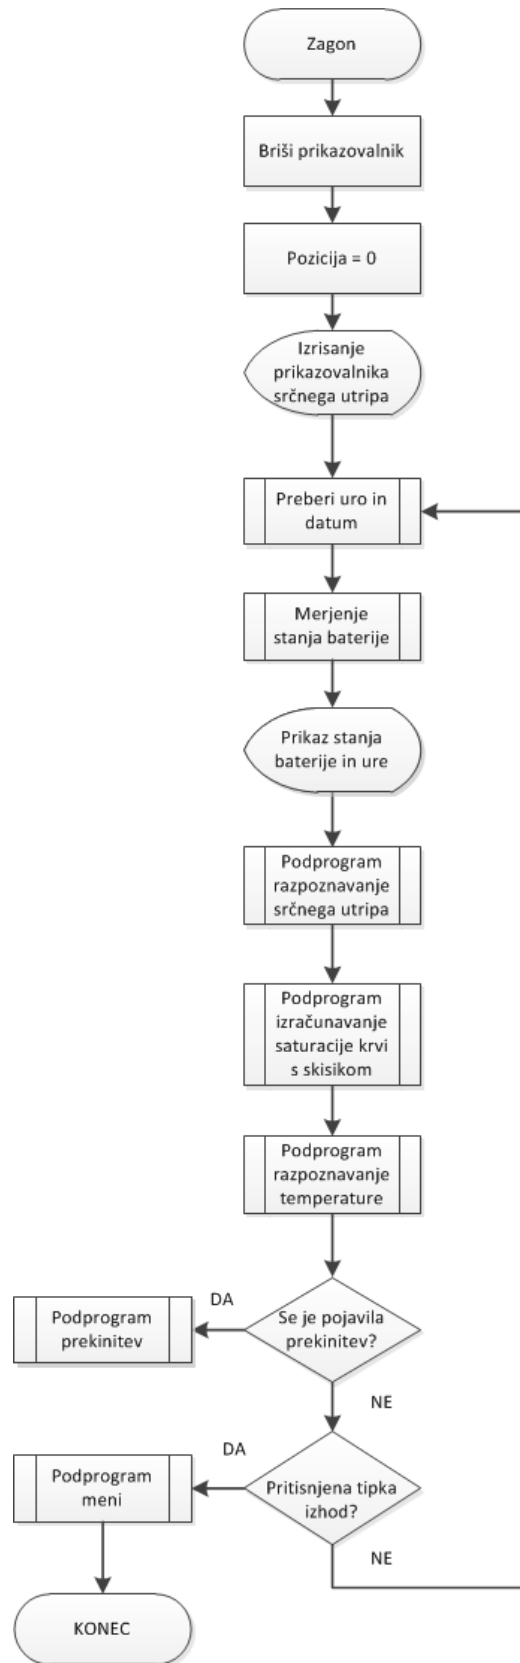 Zagon
Briši prikazovalnik
Pozicija = 0
Izrisanje
prikazovalnika
srčnega utripa
Preberi uro in
datum
Merjenje
stanja baterije
Prikaz stanja
baterije in ure
Podprogram
razpoznavanje
srčnega utripa
Podprogram
izračunavanje
saturacije krvi
s skisikom
Podprogram
razpoznavanje
temperature
Se je pojavila
prekinitev?
DA
Podprogram
prekinitev
NE
Pritisnjena tipka
izhod?
DA
Podprogram
meni
NE
KONEC